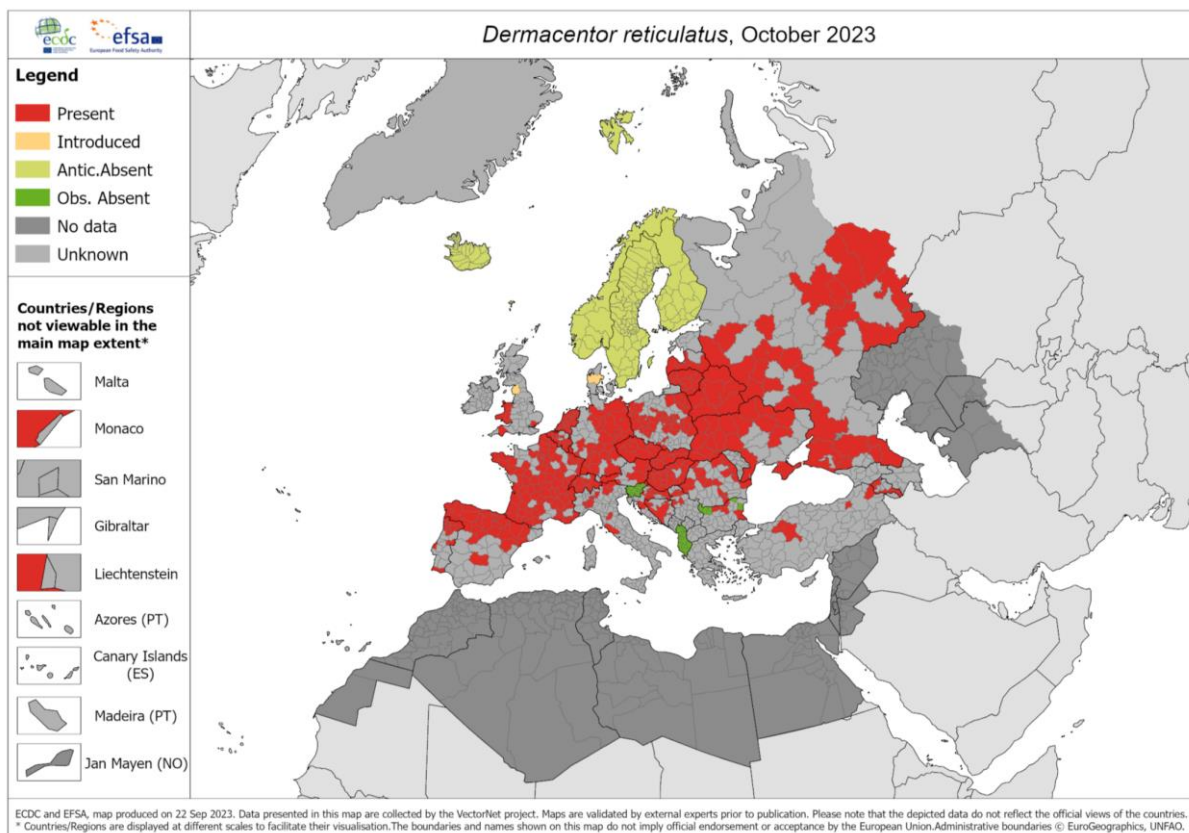 ecdc
efsa
European Food Safety Authority
Dermacentor reticulatus, October 2023
Legend
Present
Introduced
Antic.Absent
Obs. Absent
No data
Unknown
Countries/Regions
not viewable in the
main map extent*
Malta
Monaco
San Marino
Gibraltar
Liechtenstein
Azores (PT)
Canary Islands
(ES)
Madeira (PT)
Jan Mayen (NO)
ECDC and EFSA, map produced on 22 Sep 2023. Data presented in this map are collected by the VectorNet project. Maps are validated by external experts prior to publication. Please note that the depicted data do not reflect the official views of the countries.
* Countries/Regions are displayed at different scales to facilitate their visualisation.The boundaries and names shown on this map do not imply official endorsement or acceptance by the European Union.Administrative boundaries © EuroGeographics, UNFAO.